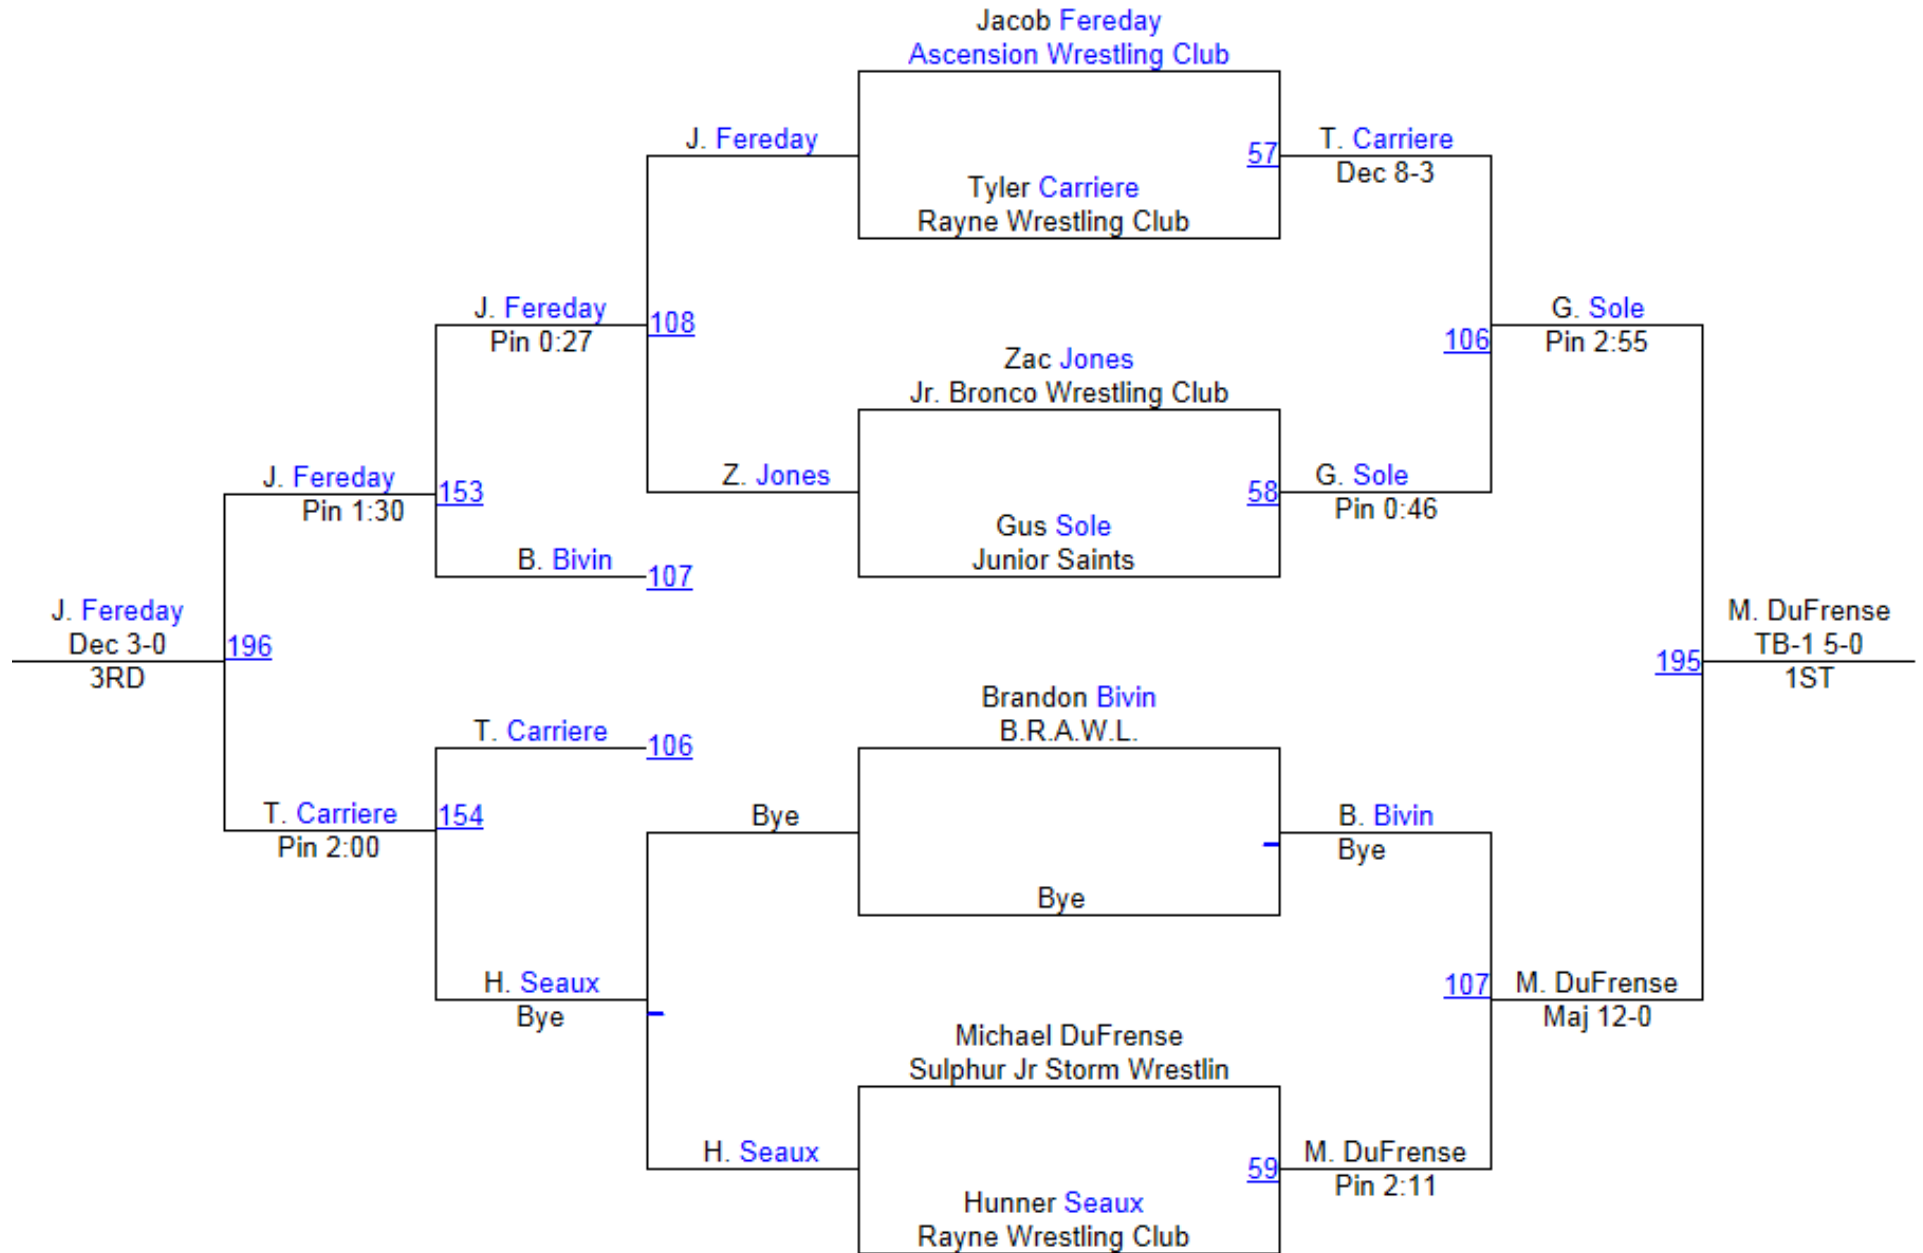 Jacob Fereday
Ascension Wrestling Club
J. Fereday
57
T. Carriere
Dec 8-3
Tyler Carriere
Rayne Wrestling Club
J. Fereday
Pin 0:27
108
G. Sole
Pin 2:55
106
Zac Jones
Jr. Bronco Wrestling Club
J. Fereday
Pin 1:30
153
Z. Jones
58
G. Sole
Pin 0:46
Gus Sole
Junior Saints
B. Bivin
107
J. Fereday
Dec 3-0
3RD
196
M. DuFrense
TB-1 5-0
1ST
195
Brandon Bivin
B.R.A.W.L.
T. Carriere
106
T. Carriere
Pin 2:00
154
Bye
B. Bivin
Bye
Bye
H. Seaux
Bye
107
M. DuFrense
Maj 12-0
Michael DuFrense
Sulphur Jr Storm Wrestlin
H. Seaux
59
M. DuFrense
Pin 2:11
Hunner Seaux
Rayne Wrestling Club